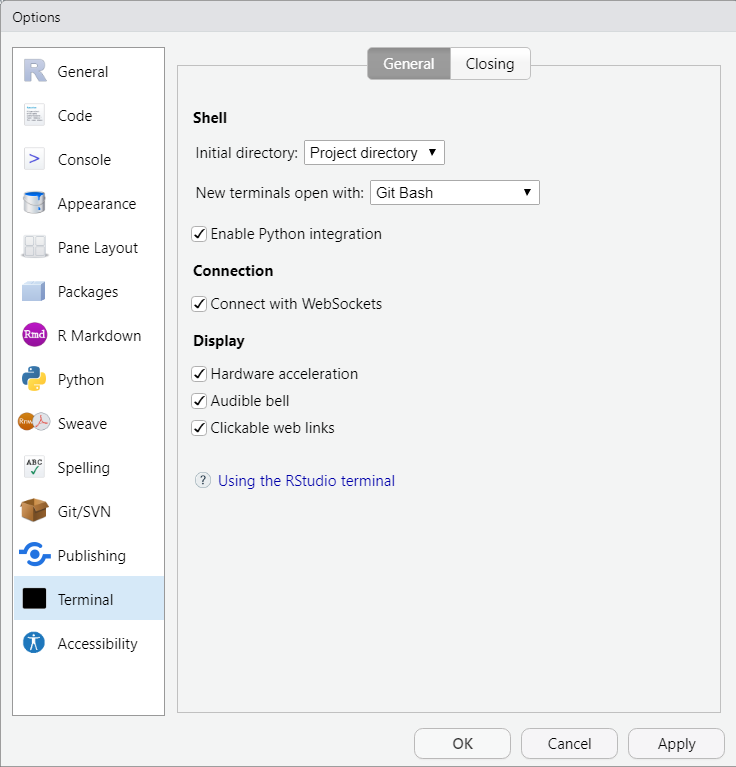 Options
General
Code
Console
Appearance
Pane Layout
Packages
Rmd R Markdown
Python
Rnw Sweave
ABC Spelling
Git/SVN
Publishing
Terminal
Accessibility
General Closing
Shell
Initial directory: Project directory
New terminals open with: Git Bash
Enable Python integration
Connection
Connect with WebSockets
Display
Hardware acceleration
Audible bell
Clickable web links
? Using the RStudio terminal
OK Cancel Apply